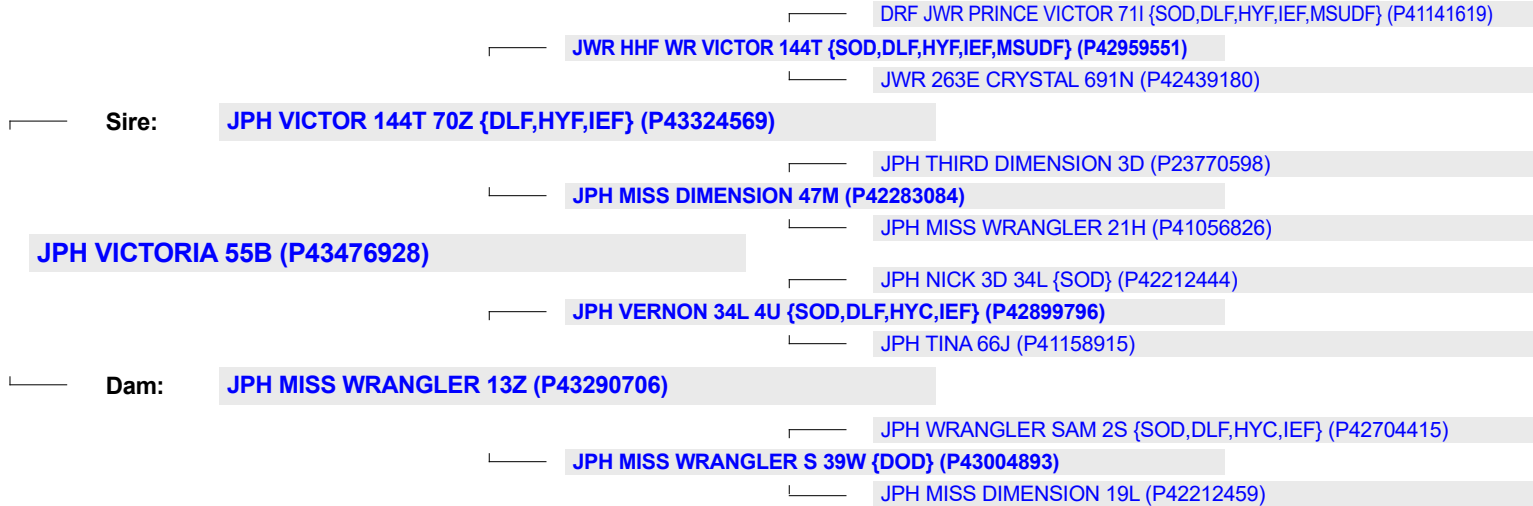 DRF JWR PRINCE VICTOR 71I {SOD,DLF,HYF,IEF,MSUDF} (P41141619)
JWR HHF WR VICTOR 144T {SOD,DLF,HYF,IEF,MSUDF} (P42959551)
JWR 263E CRYSTAL 691N (P42439180)
Sire: JPH VICTOR 144T 70Z {DLF,HYF,IEF} (P43324569)
JPH THIRD DIMENSION 3D (P23770598)
JPH MISS DIMENSION 47M (P42283084)
JPH MISS WRANGLER 21H (P41056826)
JPH VICTORIA 55B (P43476928)
JPH NICK 3D 34L {SOD} (P42212444)
JPH VERNON 34L 4U {SOD,DLF,HYC,IEF} (P42899796)
JPH TINA 66J (P41158915)
Dam: JPH MISS WRANGLER 13Z (P43290706)
JPH WRANGLER SAM 2S {SOD,DLF,HYC,IEF} (P42704415)
JPH MISS WRANGLER S 39W {DOD} (P43004893)
JPH MISS DIMENSION 19L (P42212459)